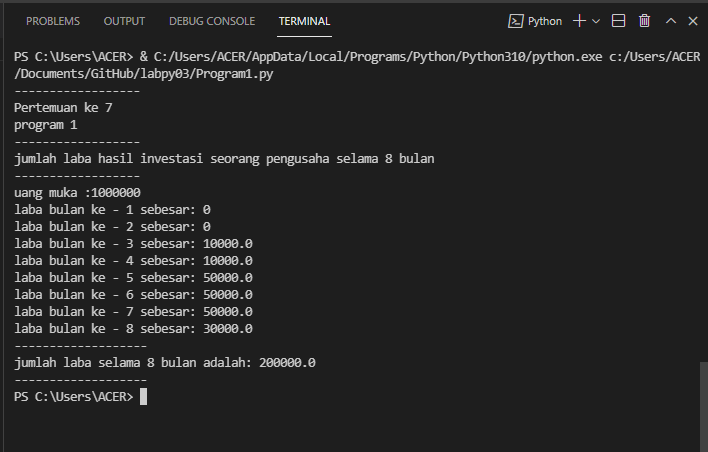 PROBLEMS OUTPUT DEBUG CONSOLE TERMINAL Python
PS C:\Users\ACER> & C:/Users/ACER/AppData/Local/Programs/Python/Python310/python.exe c:/Users/ACER
/Documents/GitHub/labpy03/Program1.py
------------------
Pertemuan ke 7
program 1
------------------
jumlah laba hasil investasi seorang pengusaha selama 8 bulan
------------------
uang muka :1000000
laba bulan ke - 1 sebesar: 0
laba bulan ke - 2 sebesar: 0
laba bulan ke - 3 sebesar: 10000.0
laba bulan ke - 4 sebesar: 10000.0
laba bulan ke - 5 sebesar: 50000.0
laba bulan ke - 6 sebesar: 50000.0
laba bulan ke - 7 sebesar: 50000.0
laba bulan ke - 8 sebesar: 30000.0
-------------------
jumlah laba selama 8 bulan adalah: 200000.0
-------------------
PS C:\Users\ACER>